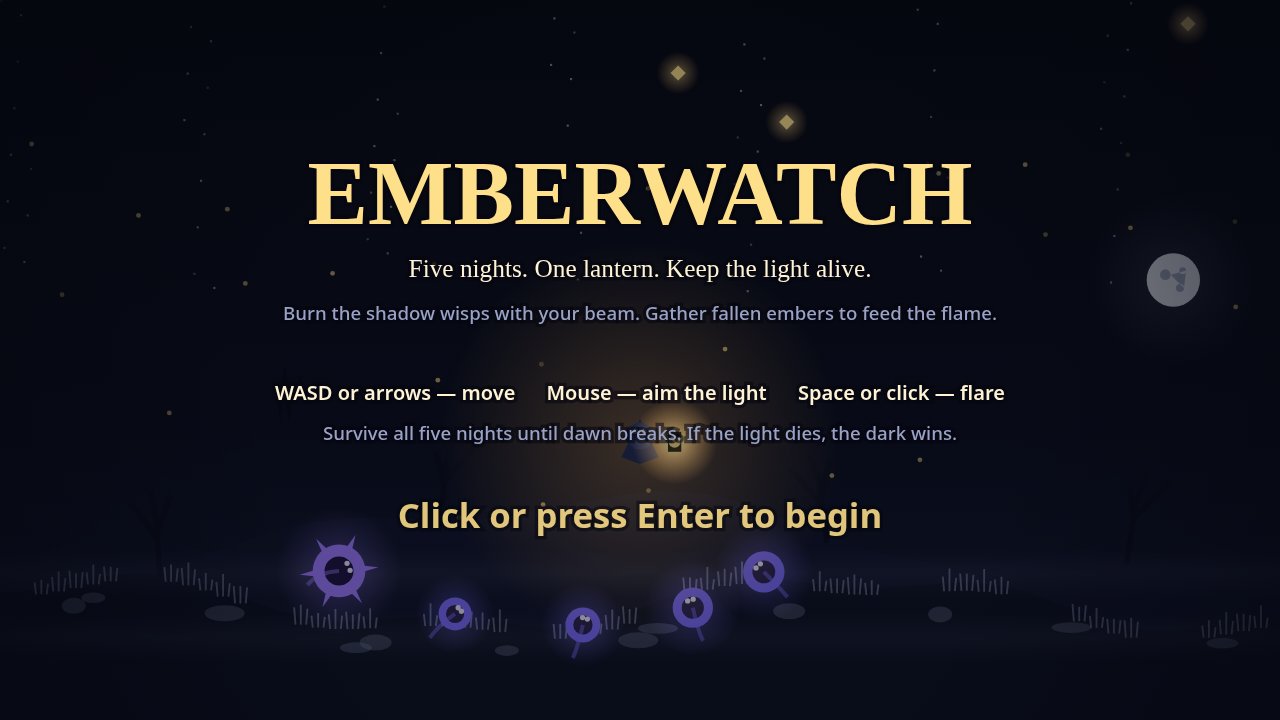 EMBERWATCH
Five nights. One lantern. Keep the light alive.
Burn the shadow wisps with your beam. Gather fallen embers to feed the flame.
WASD or arrows — move Mouse — aim the light Space or click — flare
Survive all five nights until dawn breaks. If the light dies, the dark wins.
Click or press Enter to begin